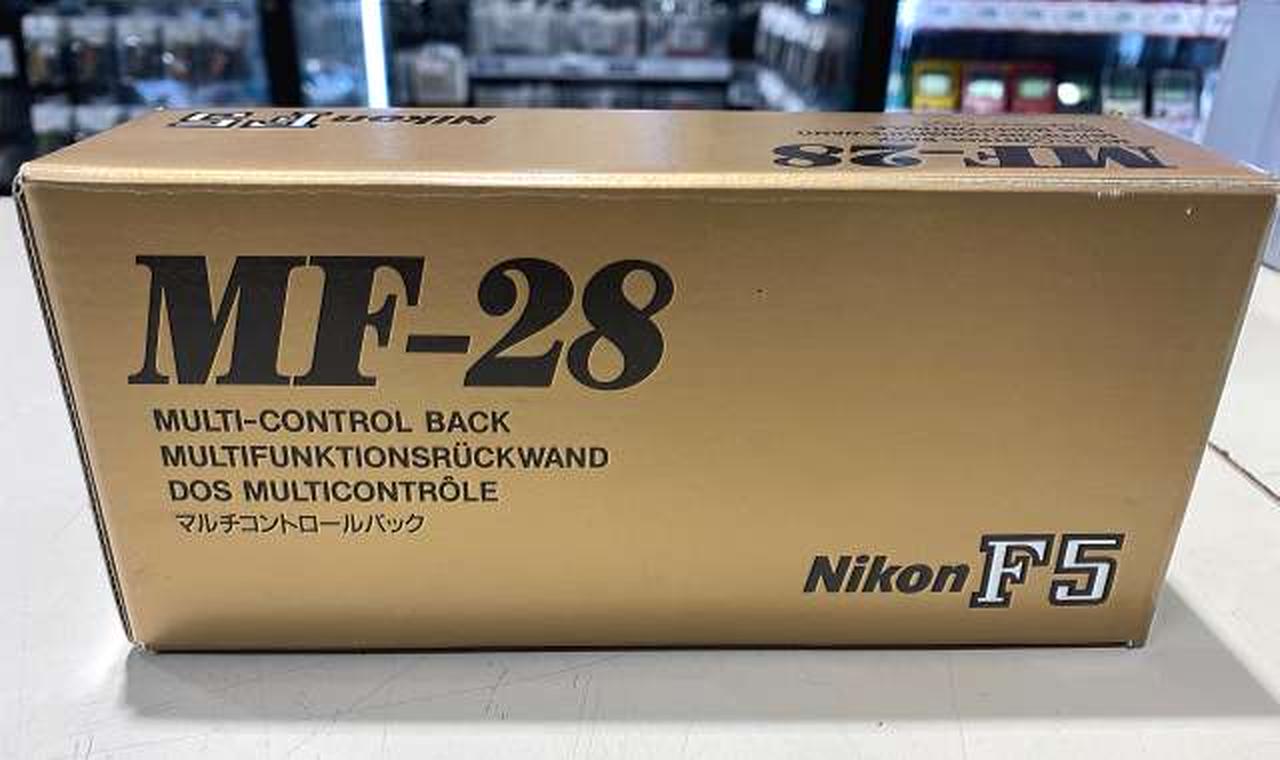 Nikon F5
MF-28
MF-28
MULTI-CONTROL BACK
MULTIFUNKTIONSRÜCKWAND
DOS MULTICONTRÔLE
マルチコントロールバック
Nikon F5